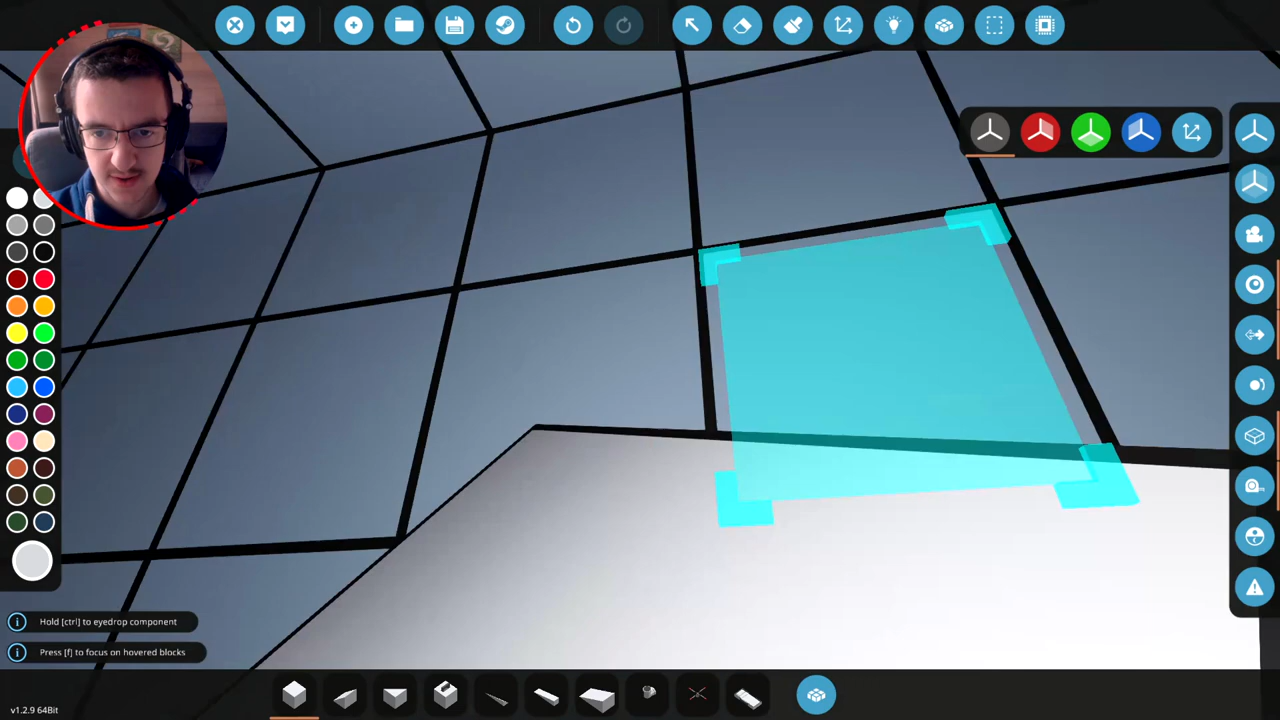 Hold [ctrl] to eyedrop component
Press [f] to focus on hovered blocks
v1.2.9 64Bit